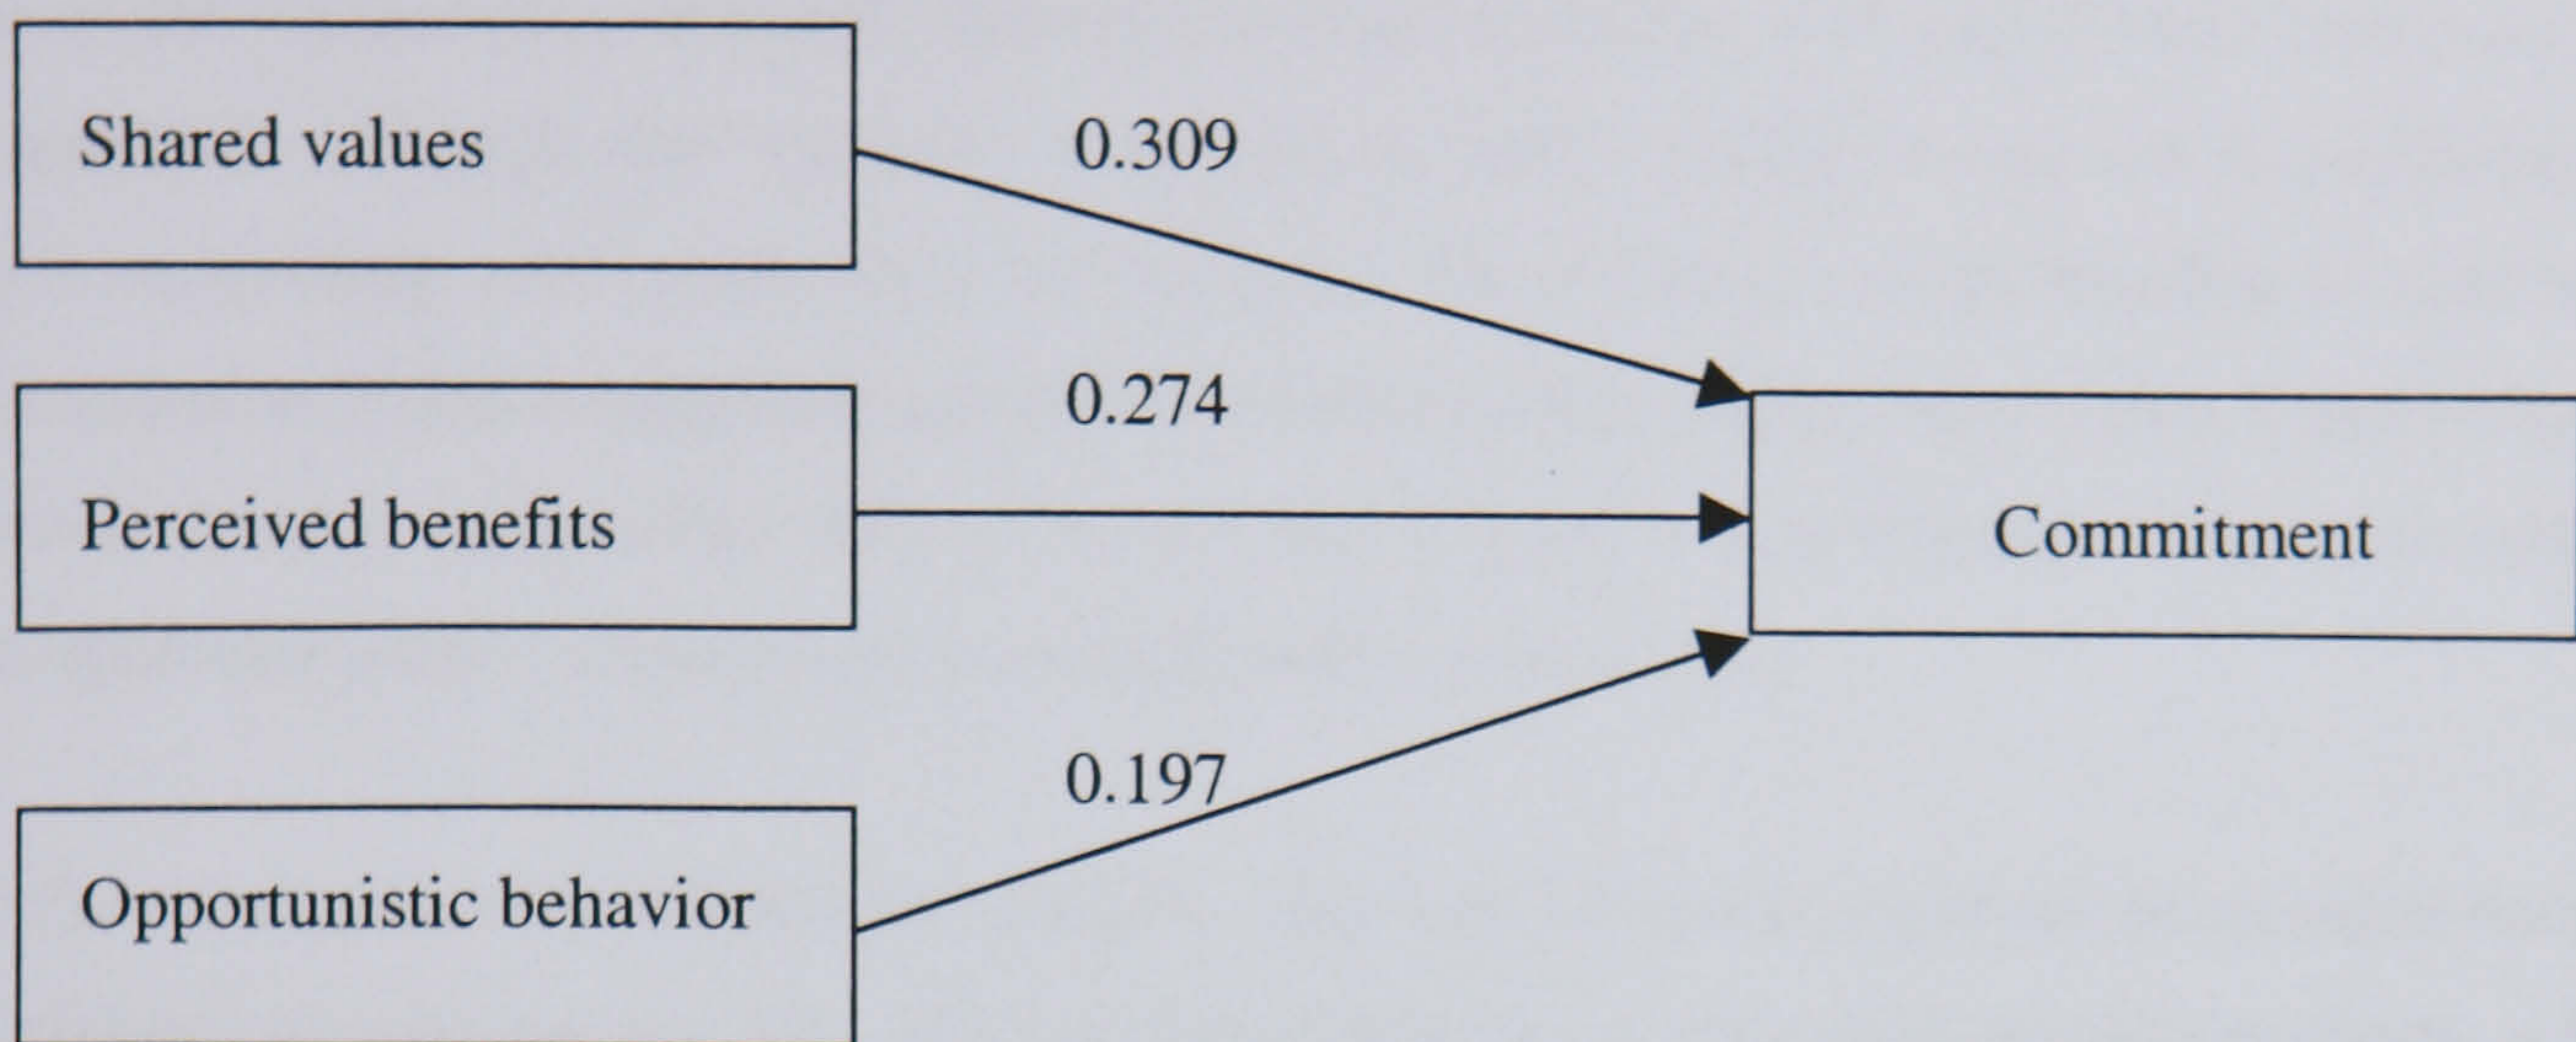 Shared values
0.309
0.274
Perceived benefits
Commitment
0.197
Opportunistic behavior